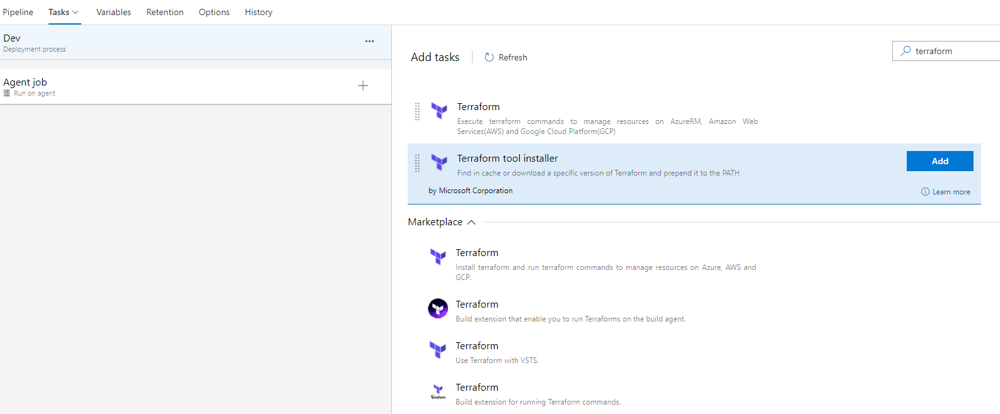 Pipeline Tasks Variables Retention Options History
Dev
Deployment process
...
Agent job
Run on agent
Add tasks Refresh
terraform
Terraform
Execute terraform commands to manage resources on AzureRM, Amazon Web
Services(AWS) and Google Cloud Platform(GCP)
Terraform tool installer
Find in cache or download a specific version of Terraform and prepend it to the PATH
Add
by Microsoft Corporation
Learn more
Marketplace
Terraform
Install terraform and run terraform commands to manage resources on Azure, AWS and
GCP.
Terraform
Build extension that enable you to run Terraforms on the build agent.
Terraform
Use Terraform with VSTS.
Terraform
Terraform
Build extension for running Terraform commands.